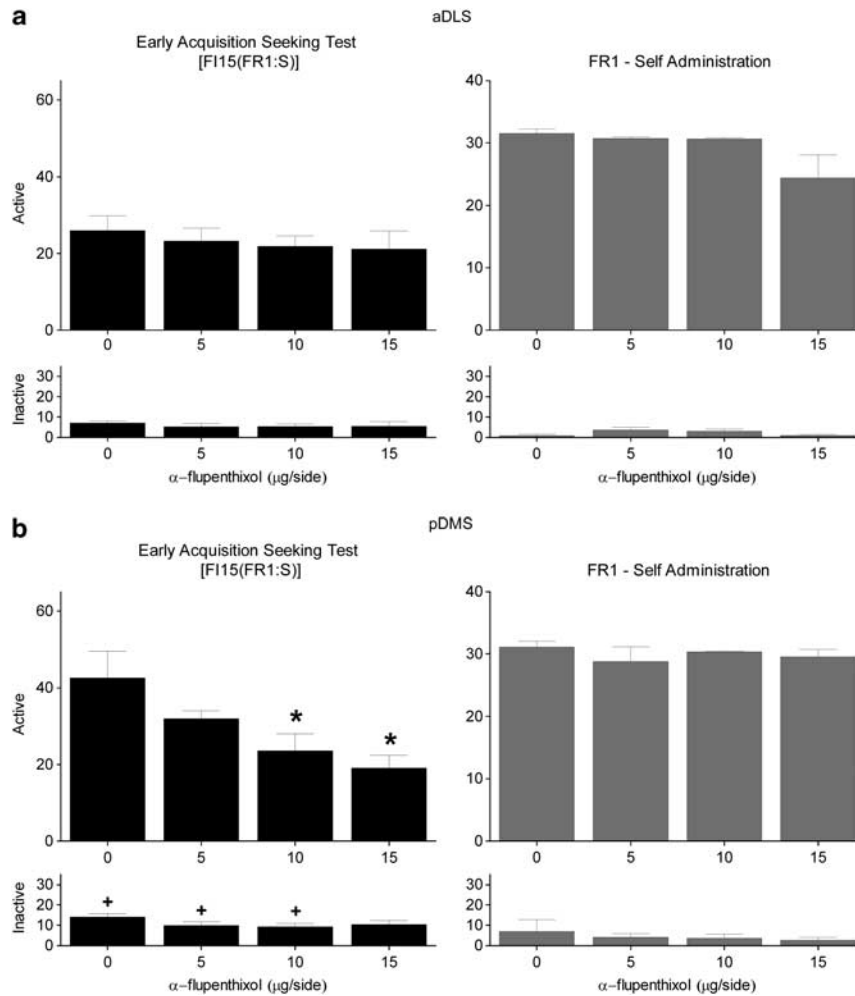 a
aDLS
Early Acquisition Seeking Test
[FI15(FR1:S)]
Active
60
40
20
0
0 5 10 15
Inactive
30
20
10
0
0 5 10 15
α−flupenthixol (μg/side)
FR1 - Self Administration
40
30
20
10
0
0 5 10 15
30
20
10
0
0 5 10 15
α−flupenthixol (μg/side)
b
pDMS
Early Acquisition Seeking Test
[FI15(FR1:S)]
Active
60
40
20
0
* *
0 5 10 15
Inactive
30
20
10
0
+ + +
0 5 10 15
α−flupenthixol (μg/side)
FR1 - Self Administration
40
30
20
10
0
0 5 10 15
30
20
10
0
0 5 10 15
α−flupenthixol (μg/side)